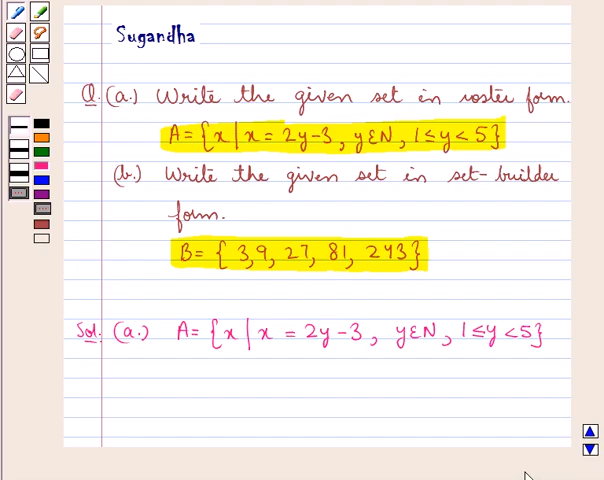 Sugandha
Q. (a.) Write the given set in roster form.
A = {x | x = 2y-3, y ∈ N, 1 ≤ y < 5}
(b.) Write the given set in set-builder
form.
B = { 3, 9, 27, 81, 243}
Sol. (a.) A = {x | x = 2y-3, y ∈ N, 1 ≤ y < 5}